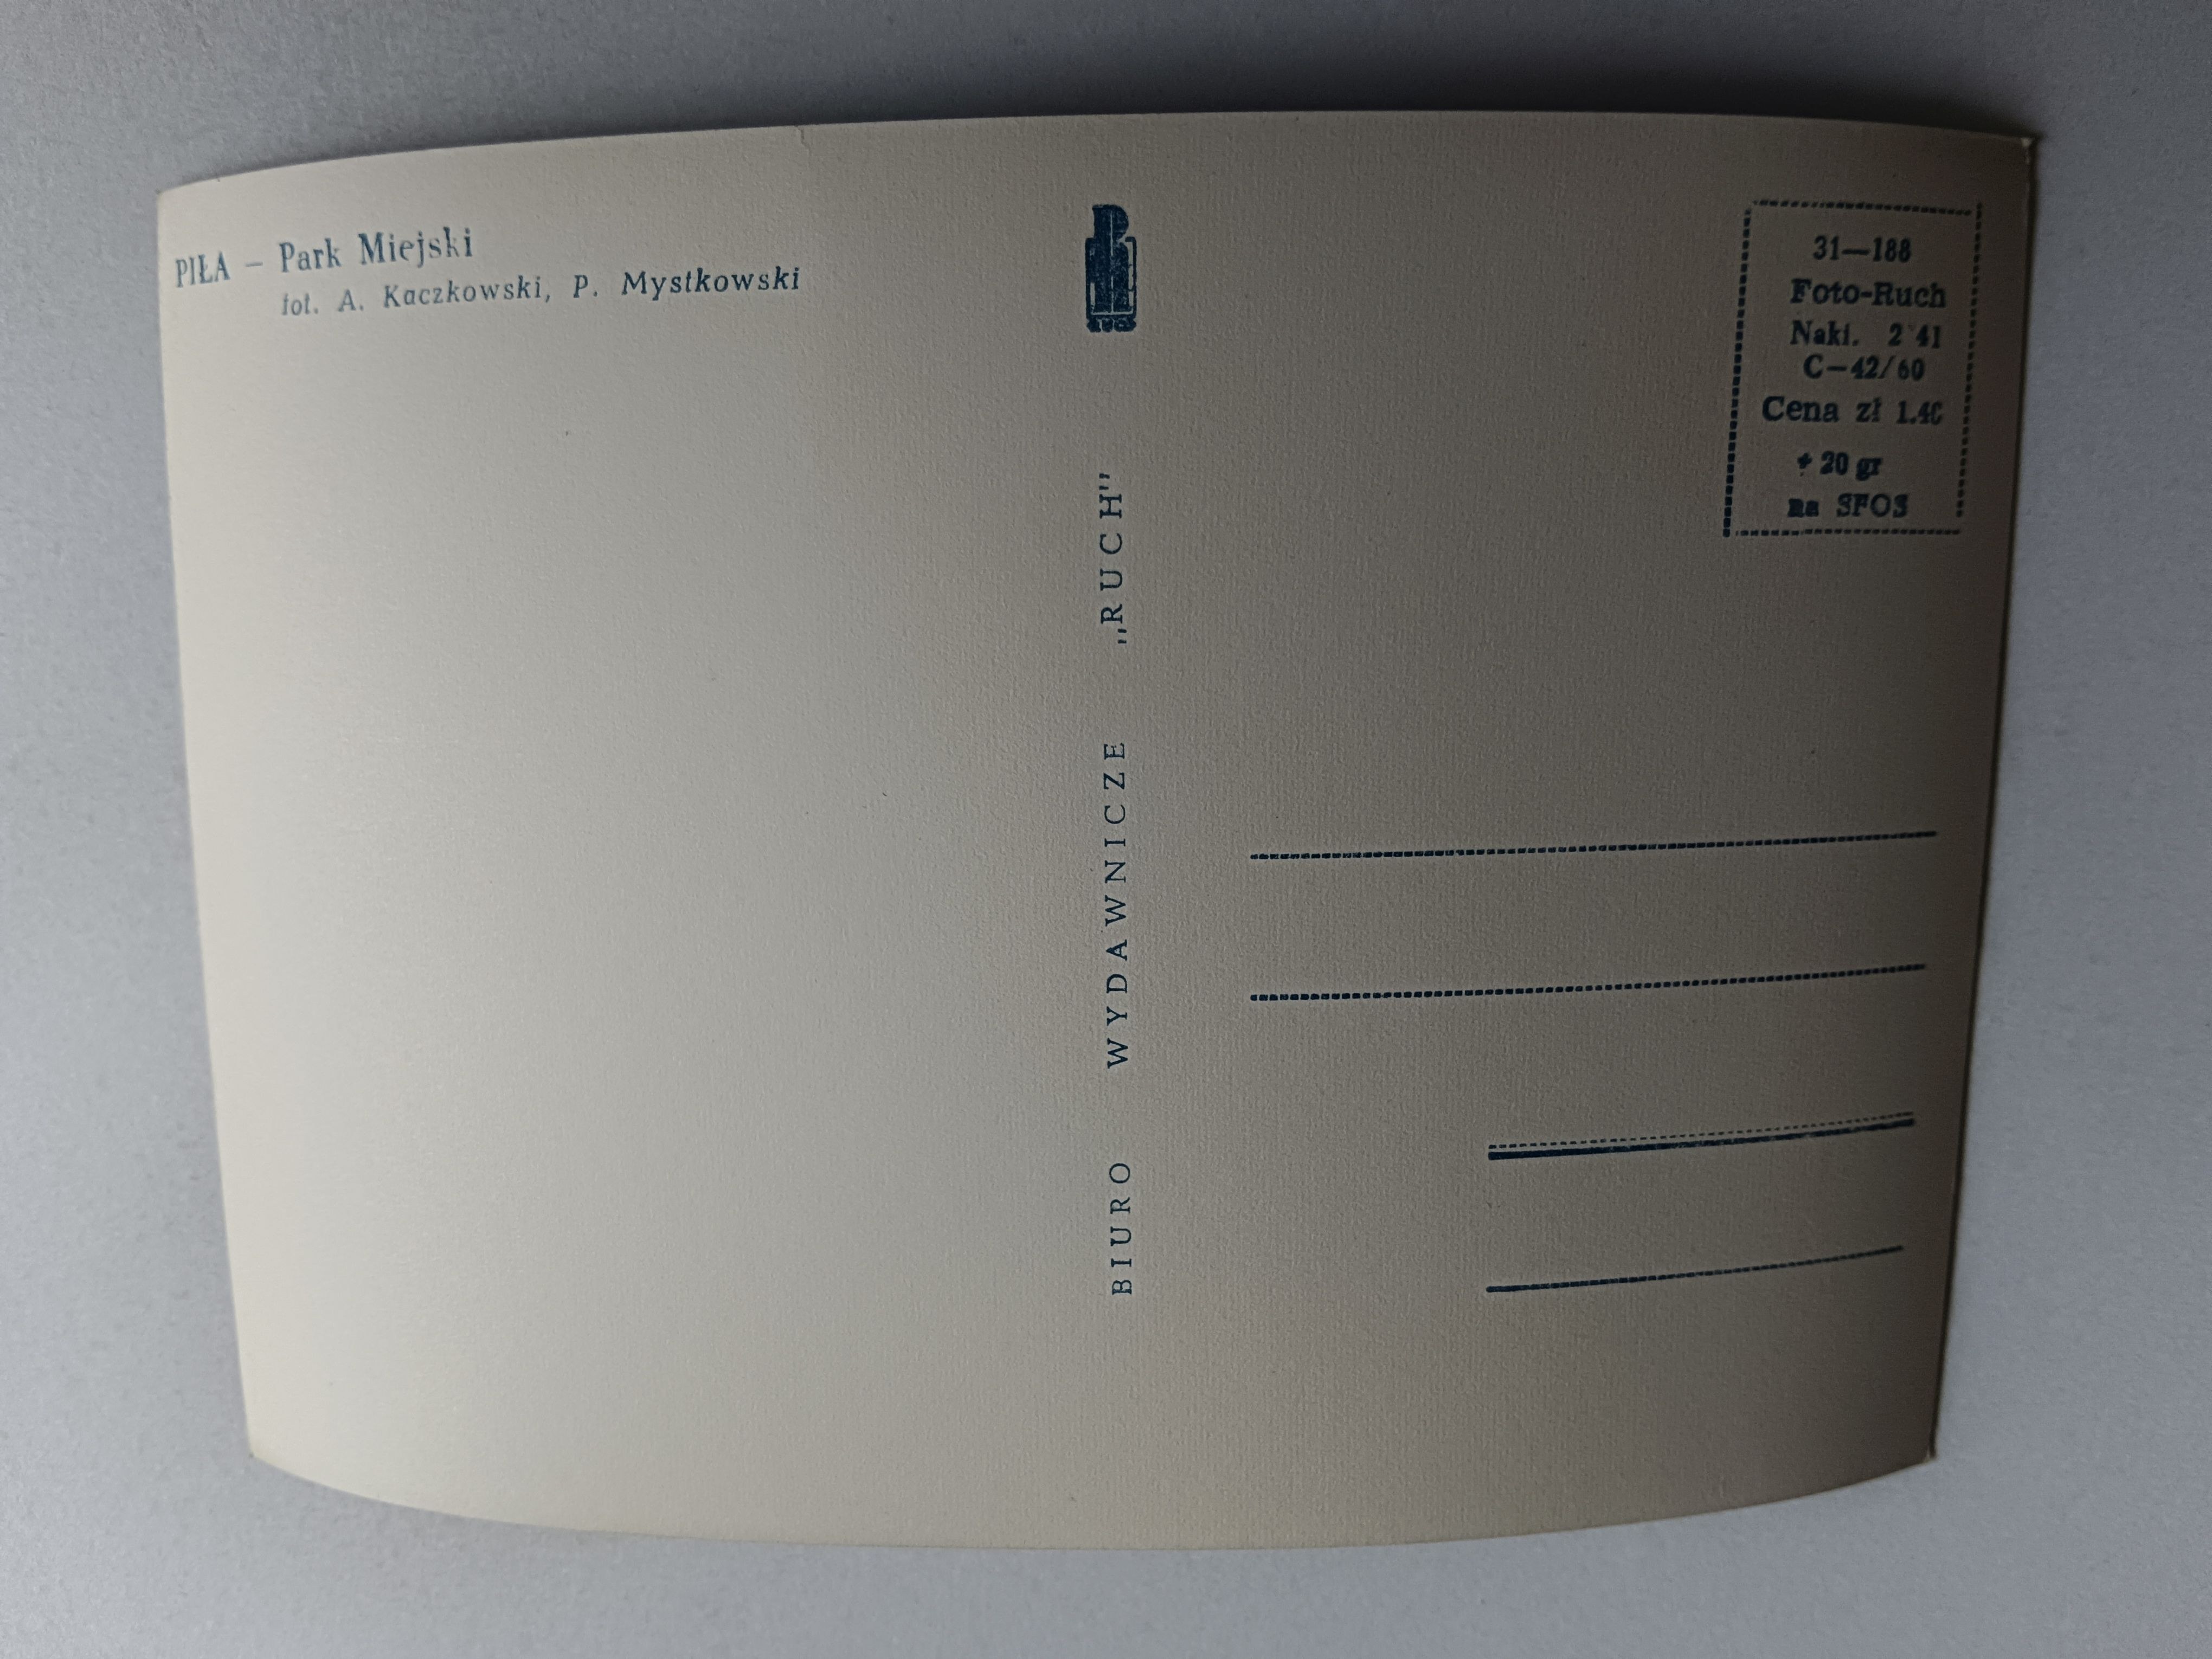 PIŁA — Park Miejski
fot. A. Kaczkowski, P. Mystkowski
BIURO WYDAWNICZE „RUCH"
31—188
Foto-Ruch
Nakł. 2 41
C—42/60
Cena zł 1.40
+ 20 gr
na SFOS